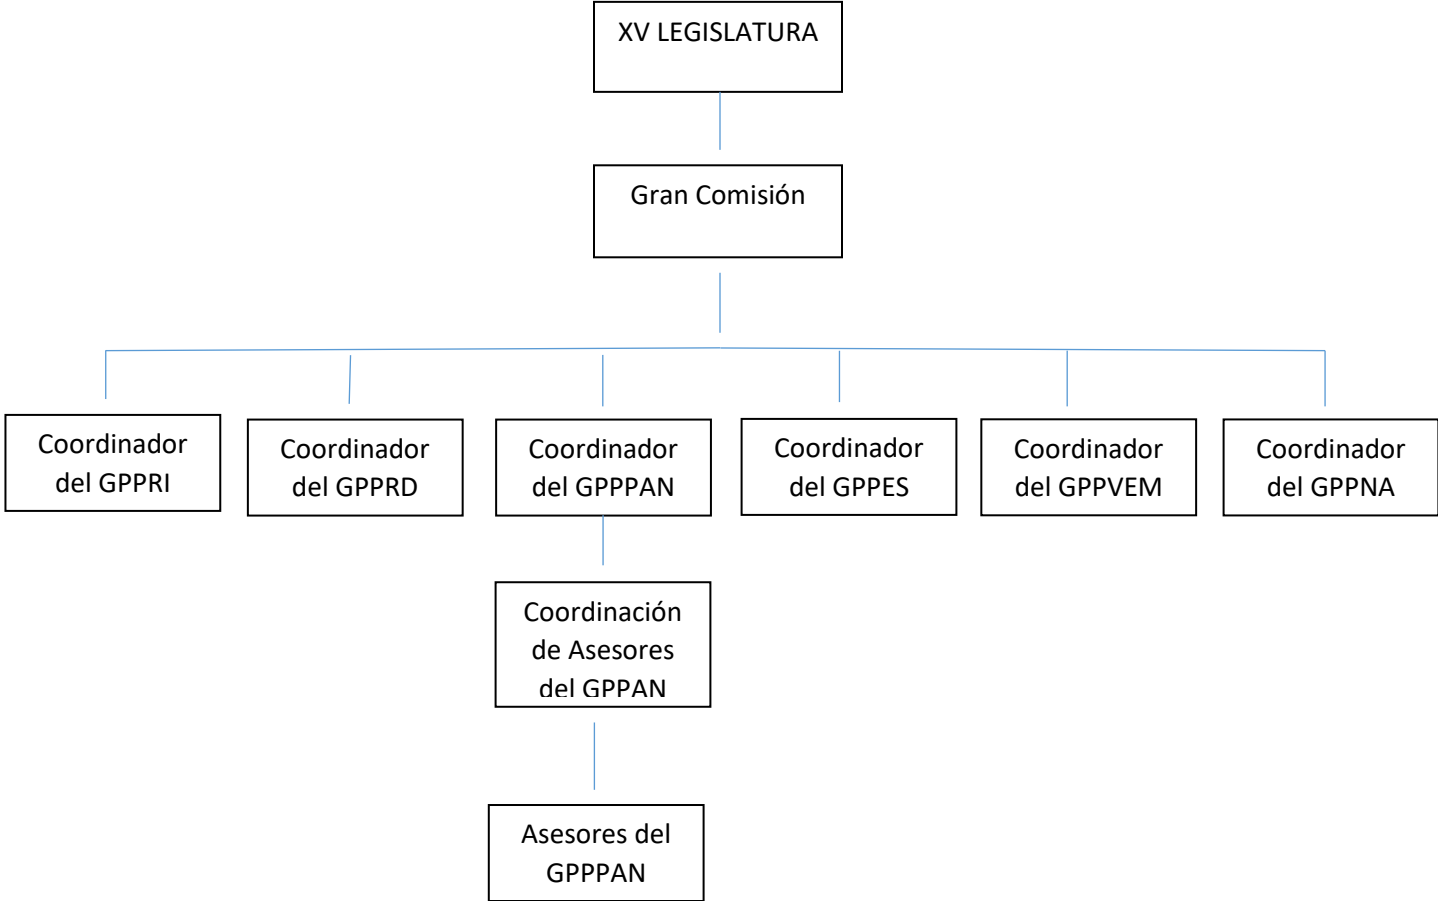 XV LEGISLATURA
Gran Comisión
Coordinador
del GPPRI
Coordinador
del GPPRD
Coordinador
del GPPPAN
Coordinador
del GPPES
Coordinador
del GPPVEM
Coordinador
del GPPNA
Coordinación
de Asesores
del GPPAN
Asesores del
GPPPAN